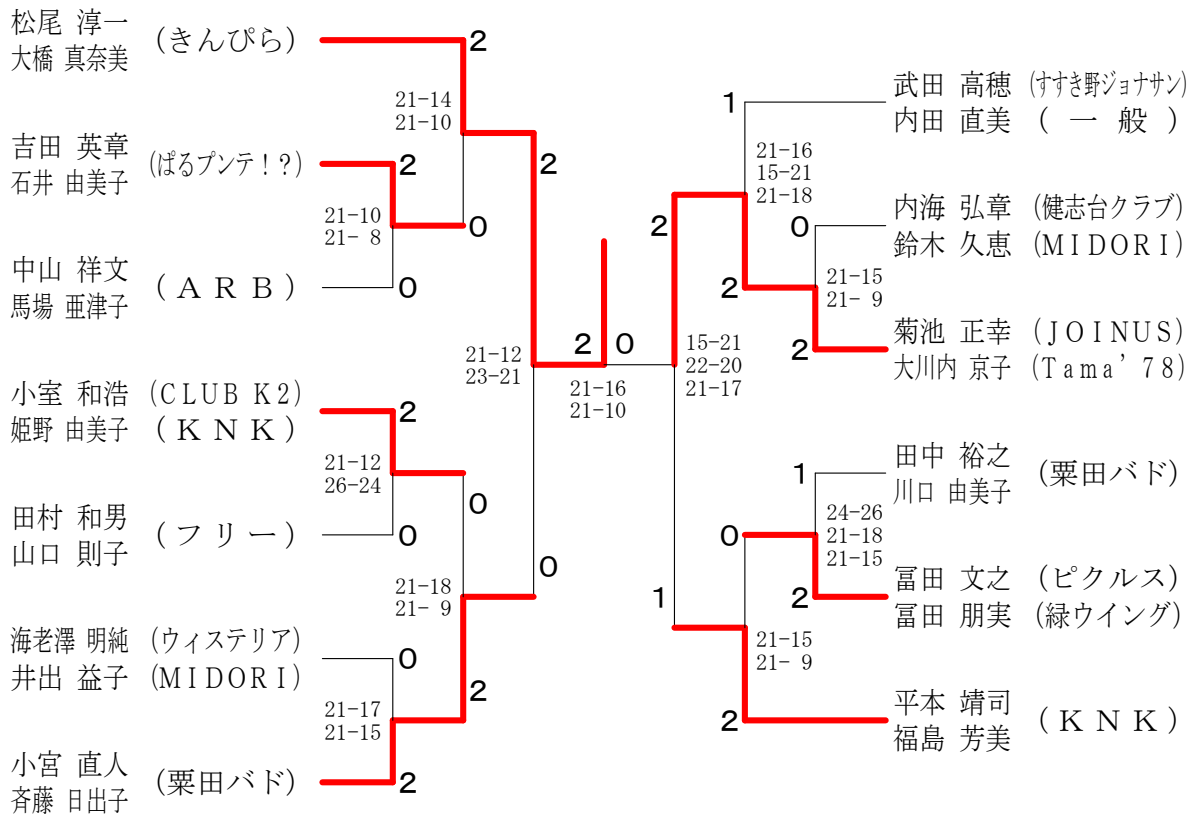 松尾 淳一
大橋 真奈美
(きんぴら)
2
21-14
21-10
吉田 英章
石井 由美子
(ぱるプンテ!?)
2
2
21-10
21- 8
0
中山 祥文
馬場 亜津子
(ARB)
0
21-12
23-21
小室 和浩 (CLUB K2)
姫野 由美子 (KNK)
2
21-12
26-24
0
田村 和男
山口 則子
(フリー)
0
21-18
21- 9
0
海老澤 明純 (ウィステリア)
井出 益子 (MIDORI)
0
21-17
21-15
2
小宮 直人
斉藤 日出子
(粟田バド)
2
2 0
21-16
21-10
1
武田 高穂 (すすき野ジョナサン)
内田 直美 (一般)
21-16
15-21
21-18
2
0
内海 弘章 (健志台クラブ)
鈴木 久恵 (MIDORI)
21-15
21- 9
2
2
菊池 正幸 (JOINUS)
大川内 京子 (Tama’78)
15-21
22-20
21-17
1
田中 裕之
川口 由美子
(粟田バド)
24-26
21-18
21-15
0
2
冨田 文之 (ピクルス)
冨田 朋実 (緑ウイング)
1
21-15
21- 9
2
平本 靖司
福島 芳美
(KNK)